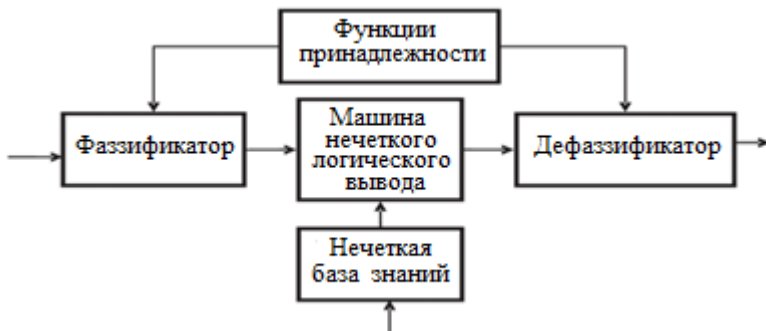 Функции
принадлежности
Фаззификатор
Машина
нечеткого
логического
вывода
Дефаззификатор
Нечеткая
база знаний